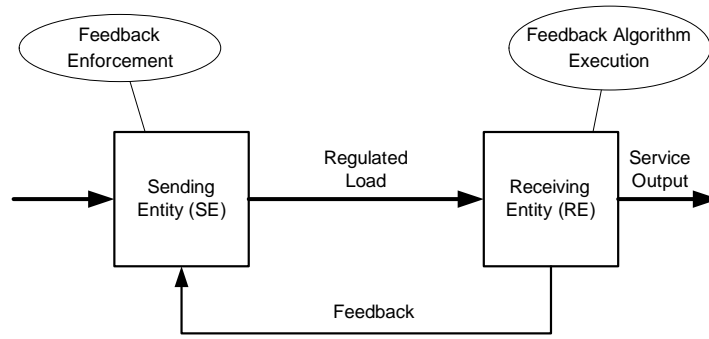 Feedback
Enforcement
Feedback Algorithm
Execution
Sending
Entity (SE)
Regulated
Load
Receiving
Entity (RE)
Service
Output
Feedback